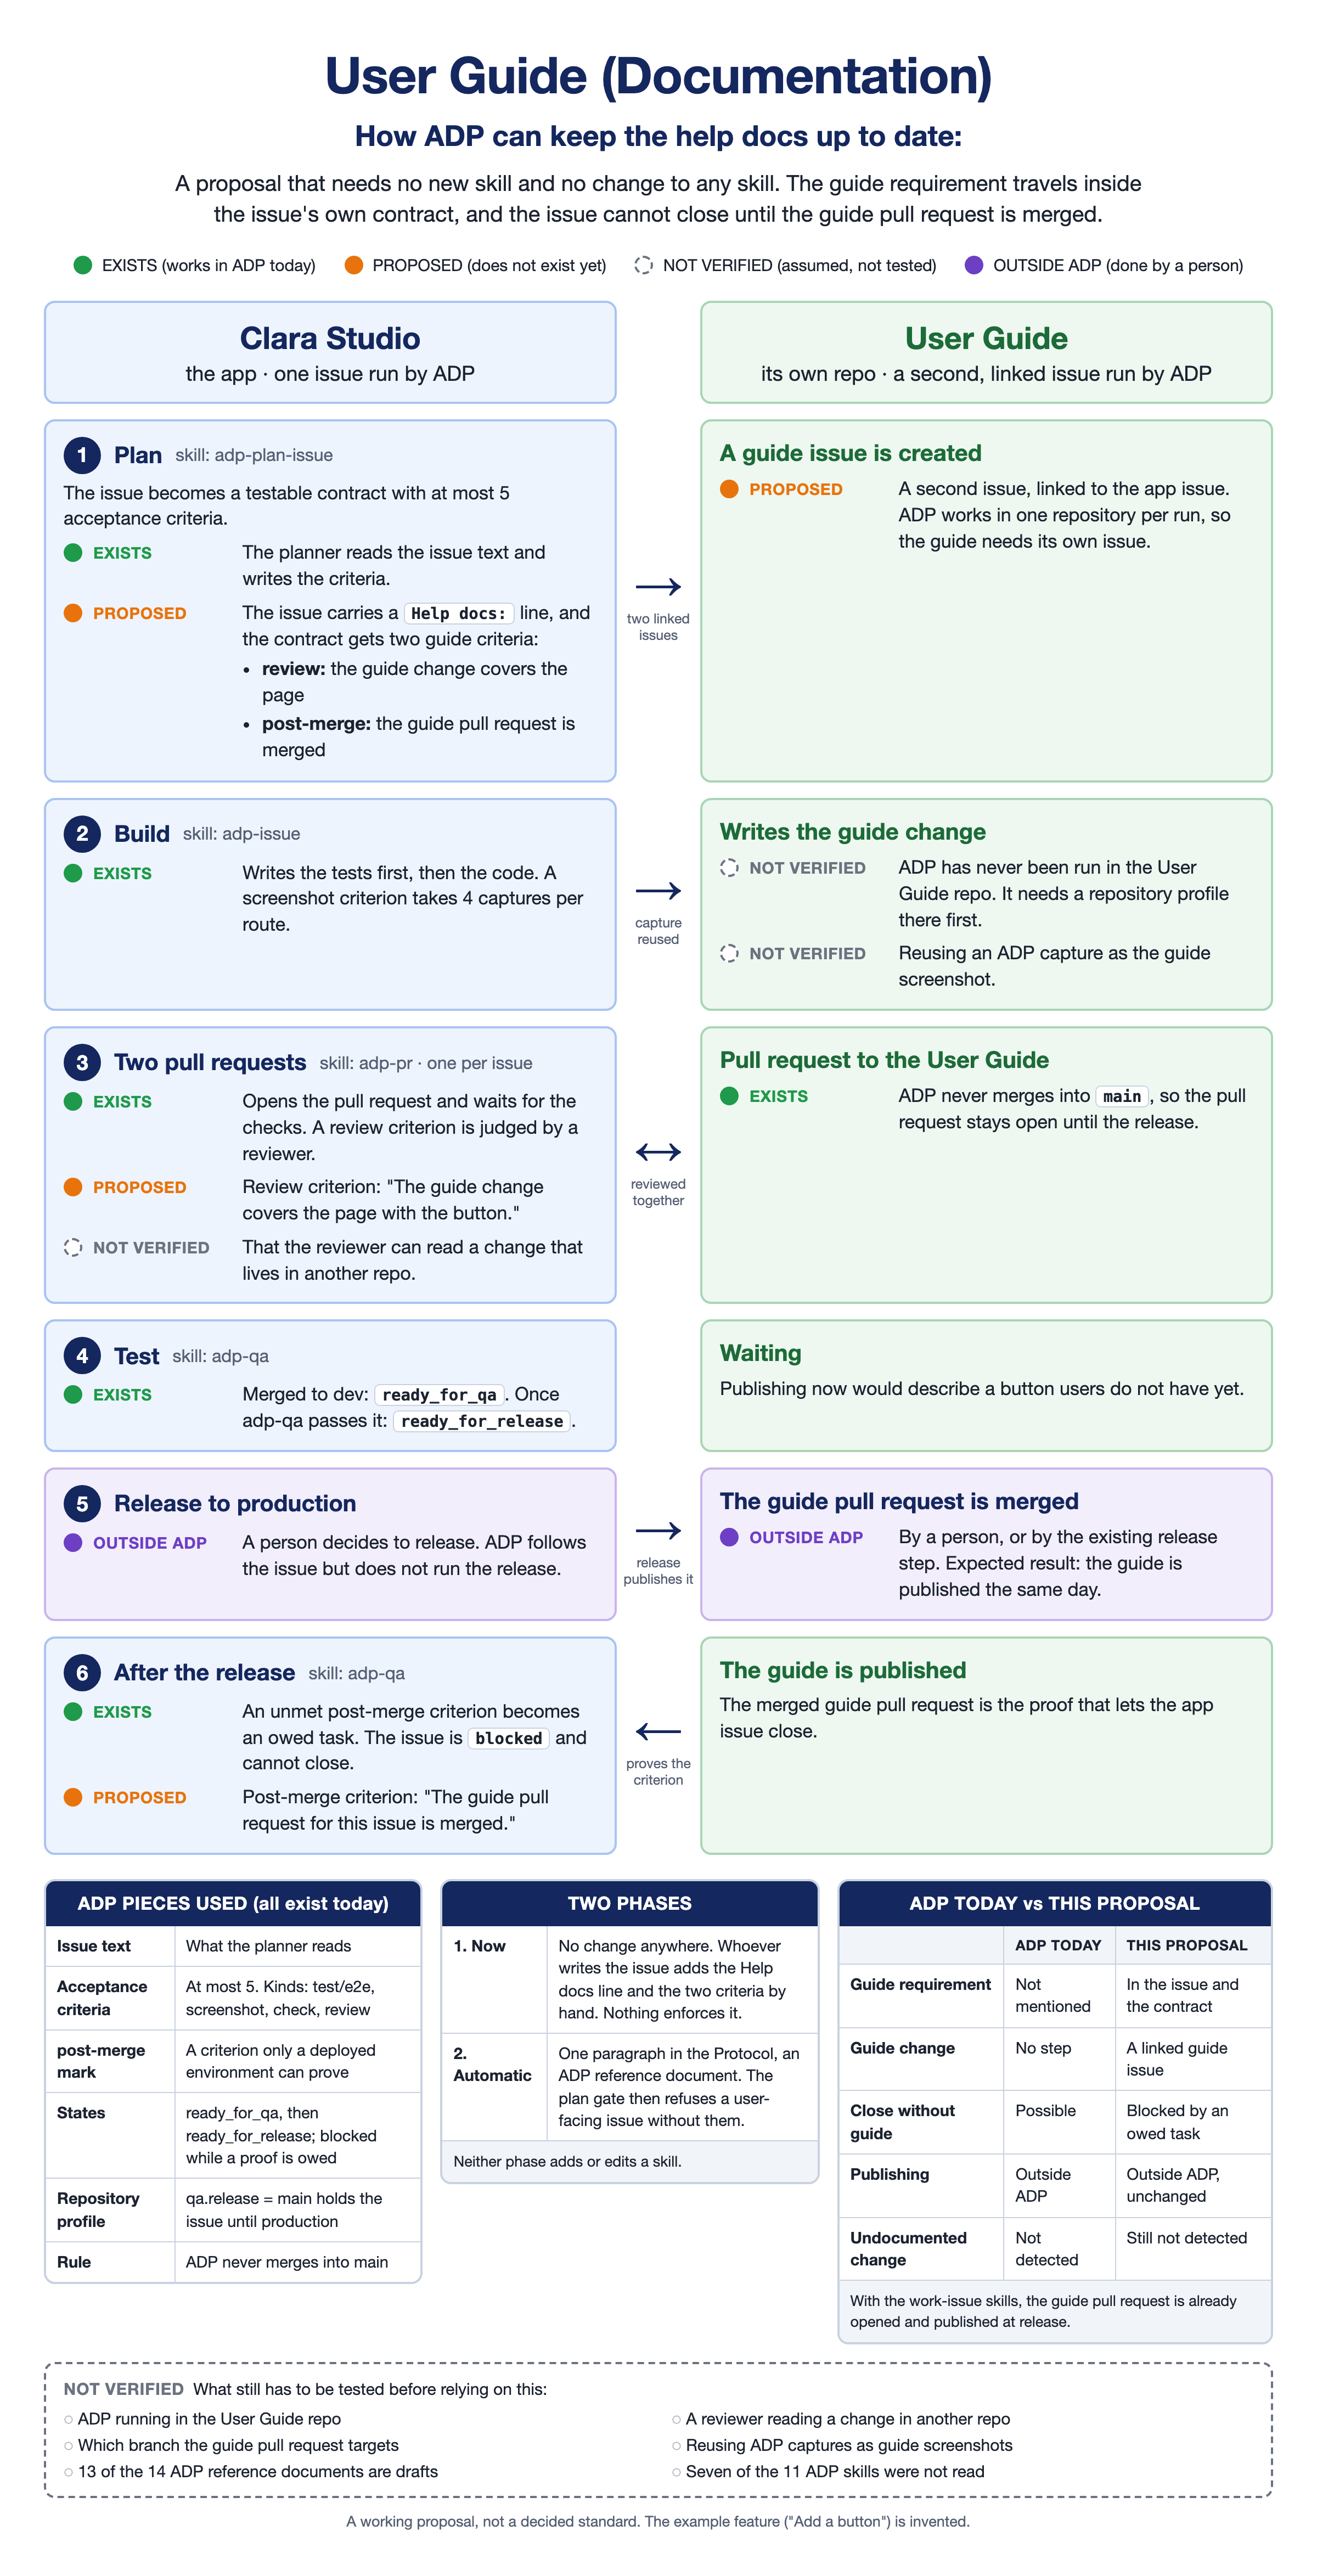 User Guide (Documentation)
How ADP can keep the help docs up to date:
A proposal that needs no new skill and no change to any skill. The guide requirement travels inside
the issue's own contract, and the issue cannot close until the guide pull request is merged.
EXISTS (works in ADP today)
PROPOSED (does not exist yet)
NOT VERIFIED (assumed, not tested)
OUTSIDE ADP (done by a person)
Clara Studio
the app · one issue run by ADP
User Guide
its own repo · a second, linked issue run by ADP
1 Plan skill: adp-plan-issue
The issue becomes a testable contract with at most 5
acceptance criteria.
EXISTS The planner reads the issue text and
writes the criteria.
PROPOSED The issue carries a Help docs: line, and
the contract gets two guide criteria:
• review: the guide change covers the
page
• post-merge: the guide pull request is
merged
two linked
issues
A guide issue is created
PROPOSED A second issue, linked to the app issue.
ADP works in one repository per run, so
the guide needs its own issue.
2 Build skill: adp-issue
EXISTS Writes the tests first, then the code. A
screenshot criterion takes 4 captures per
route.
capture
reused
Writes the guide change
NOT VERIFIED ADP has never been run in the User
Guide repo. It needs a repository profile
there first.
NOT VERIFIED Reusing an ADP capture as the guide
screenshot.
3 Two pull requests skill: adp-pr · one per issue
EXISTS Opens the pull request and waits for the
checks. A review criterion is judged by a
reviewer.
PROPOSED Review criterion: "The guide change
covers the page with the button."
NOT VERIFIED That the reviewer can read a change that
lives in another repo.
reviewed
together
Pull request to the User Guide
EXISTS ADP never merges into main, so the pull
request stays open until the release.
4 Test skill: adp-qa
EXISTS Merged to dev: ready_for_qa. Once
adp-qa passes it: ready_for_release.
Waiting
Publishing now would describe a button users do not have yet.
5 Release to production
OUTSIDE ADP A person decides to release. ADP follows
the issue but does not run the release.
release
publishes it
The guide pull request is merged
OUTSIDE ADP By a person, or by the existing release
step. Expected result: the guide is
published the same day.
6 After the release skill: adp-qa
EXISTS An unmet post-merge criterion becomes
an owed task. The issue is blocked and
cannot close.
PROPOSED Post-merge criterion: "The guide pull
request for this issue is merged."
proves the
criterion
The guide is published
The merged guide pull request is the proof that lets the app
issue close.
ADP PIECES USED (all exist today)
Issue text What the planner reads
Acceptance criteria At most 5. Kinds: test/e2e,
screenshot, check, review
post-merge mark A criterion only a deployed
environment can prove
States ready_for_qa, then
ready_for_release; blocked
while a proof is owed
Repository profile qa.release = main holds the
issue until production
Rule ADP never merges into main
TWO PHASES
1. Now No change anywhere. Whoever
writes the issue adds the Help
docs line and the two criteria by
hand. Nothing enforces it.
2. Automatic One paragraph in the Protocol, an
ADP reference document. The
plan gate then refuses a user-
facing issue without them.
Neither phase adds or edits a skill.
ADP TODAY vs THIS PROPOSAL
ADP TODAY THIS PROPOSAL
Guide requirement Not mentioned In the issue and the contract
Guide change No step A linked guide issue
Close without guide Possible Blocked by an owed task
Publishing Outside ADP Outside ADP, unchanged
Undocumented change Not detected Still not detected
With the work-issue skills, the guide pull request is already
opened and published at release.
NOT VERIFIED What still has to be tested before relying on this:
ADP running in the User Guide repo
Which branch the guide pull request targets
13 of the 14 ADP reference documents are drafts
A reviewer reading a change in another repo
Reusing ADP captures as guide screenshots
Seven of the 11 ADP skills were not read
A working proposal, not a decided standard. The example feature ("Add a button") is invented.